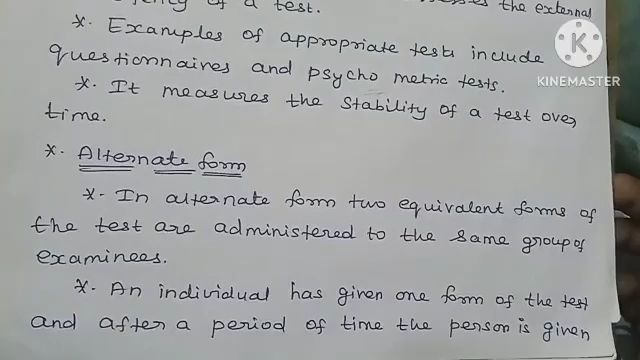 of a test. the external
*. Examples of appropriate tests include
questionnaires and psycho metric tests.
*. It measures the stability of a test over
time.
*. Alternate form
*. In alternate form two equivalent forms of
the test are administered to the same group of
examinees.
*. An individual has given one form of the test
and after a period of time the person is given
KINEMASTER